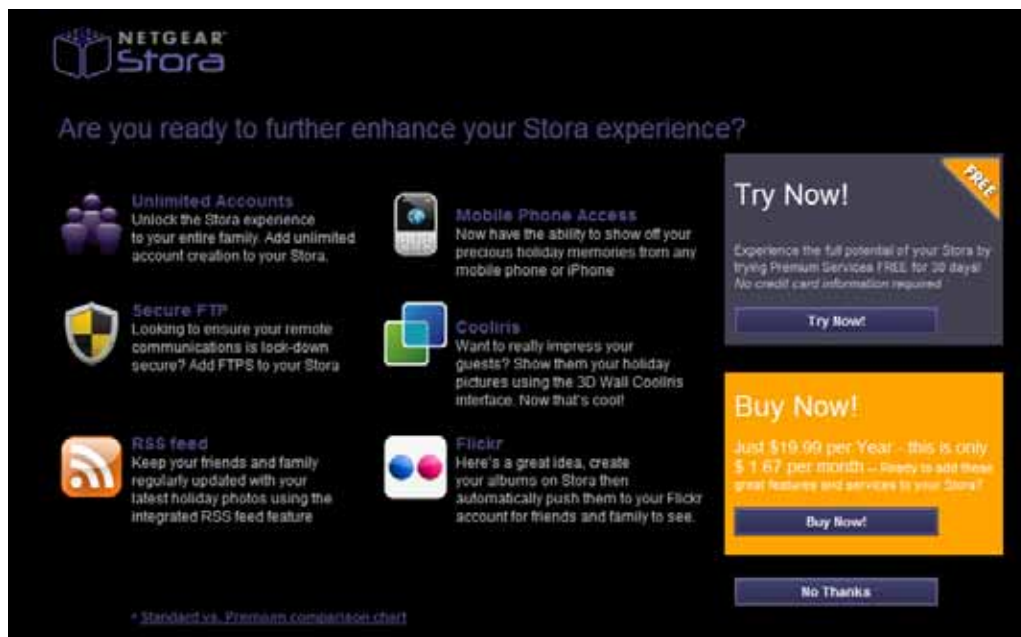 NETGEAR
Stora
Are you ready to further enhance your Stora experience?
Unlimited Accounts
Unlock the Stora experience
to your entire family. Add unlimited
account creation to your Stora.
Secure FTP
Looking to ensure your remote
communications is lock-down
secure? Add FTPS to your Stora
RSS feed
Keep your friends and family
regularly updated with your
latest holiday photos using the
integrated RSS feed feature
Mobile Phone Access
Now have the ability to show off your
precious holiday memories from any
mobile phone or iPhone
Cooliris
Want to really impress your
guests? Show them your holiday
pictures using the 3D Wall CoolIris
interface. Now that's cool!
Flickr
Here's a great idea, create
your albums on Stora then
automatically push them to your Flickr
account for friends and family to see.
FREE
Try Now!
Experience the full potential of your Stora by
trying Premium Services FREE for 30 days!
No credit card information required
Try Now!
Buy Now!
Just $19.99 per Year - this is only
$ 1.67 per month -- Ready to add these
great features and services to your Stora?
Buy Now!
No Thanks
* Standard vs. Premium comparison chart